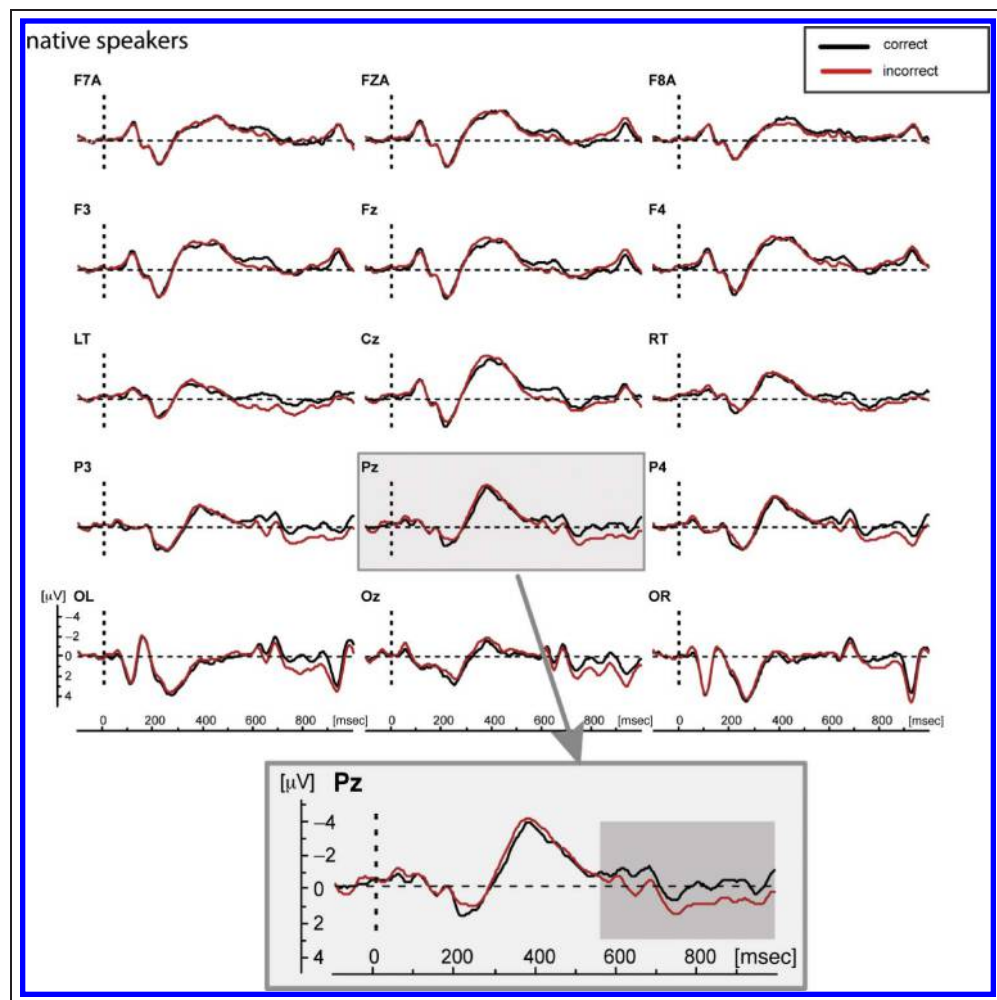 native speakers
correct
incorrect
F7A FZA F8A
F3 Fz F4
LT Cz RT
P3 Pz P4
[μV] OL Oz OR
−4
−2
0
2
4
0 200 400 600 800 [msec] 0 200 400 600 800 [msec] 0 200 400 600 800 [msec]
[μV] Pz
−4
−2
0
2
4
0 200 400 600 800 [msec]